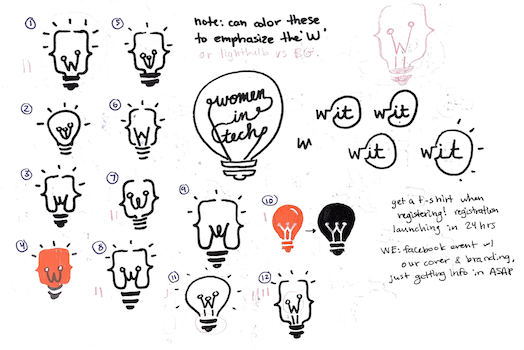 1
5
note: can color these
to emphasize the 'W'
or lightbulb vs EG.
2
6
women
in
tech
wit
wit
w
wit
wit
3
7
9
10
get a T-shirt when
registering! registration
launching in 24 hrs
4
8
WE: facebook event w/
our cover & branding,
just getting info in ASAP
11
12